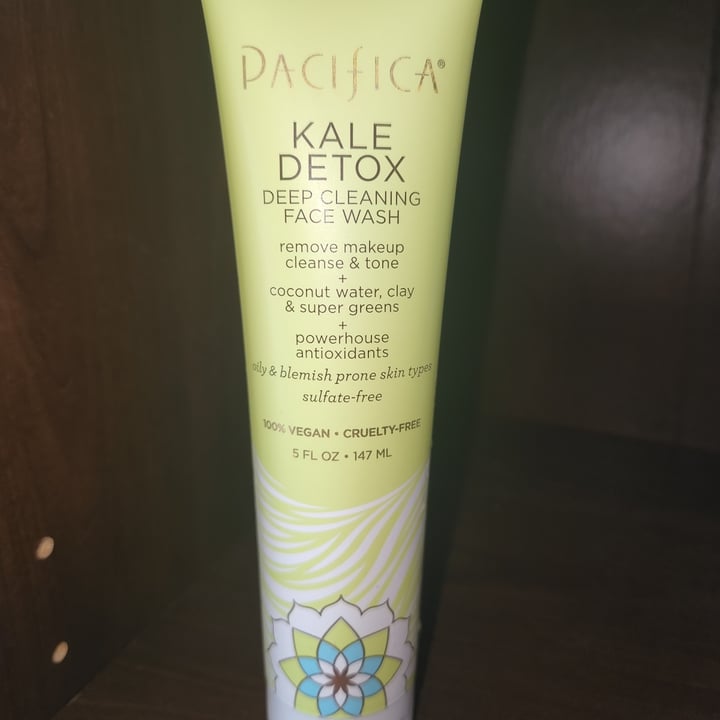 PACIFICA®
KALE
DETOX
DEEP CLEANING
FACE WASH
remove makeup
cleanse & tone
+
coconut water, clay
& super greens
+
powerhouse
antioxidants
oily & blemish prone skin types
sulfate-free
100% VEGAN • CRUELTY-FREE
5 FL OZ • 147 ML